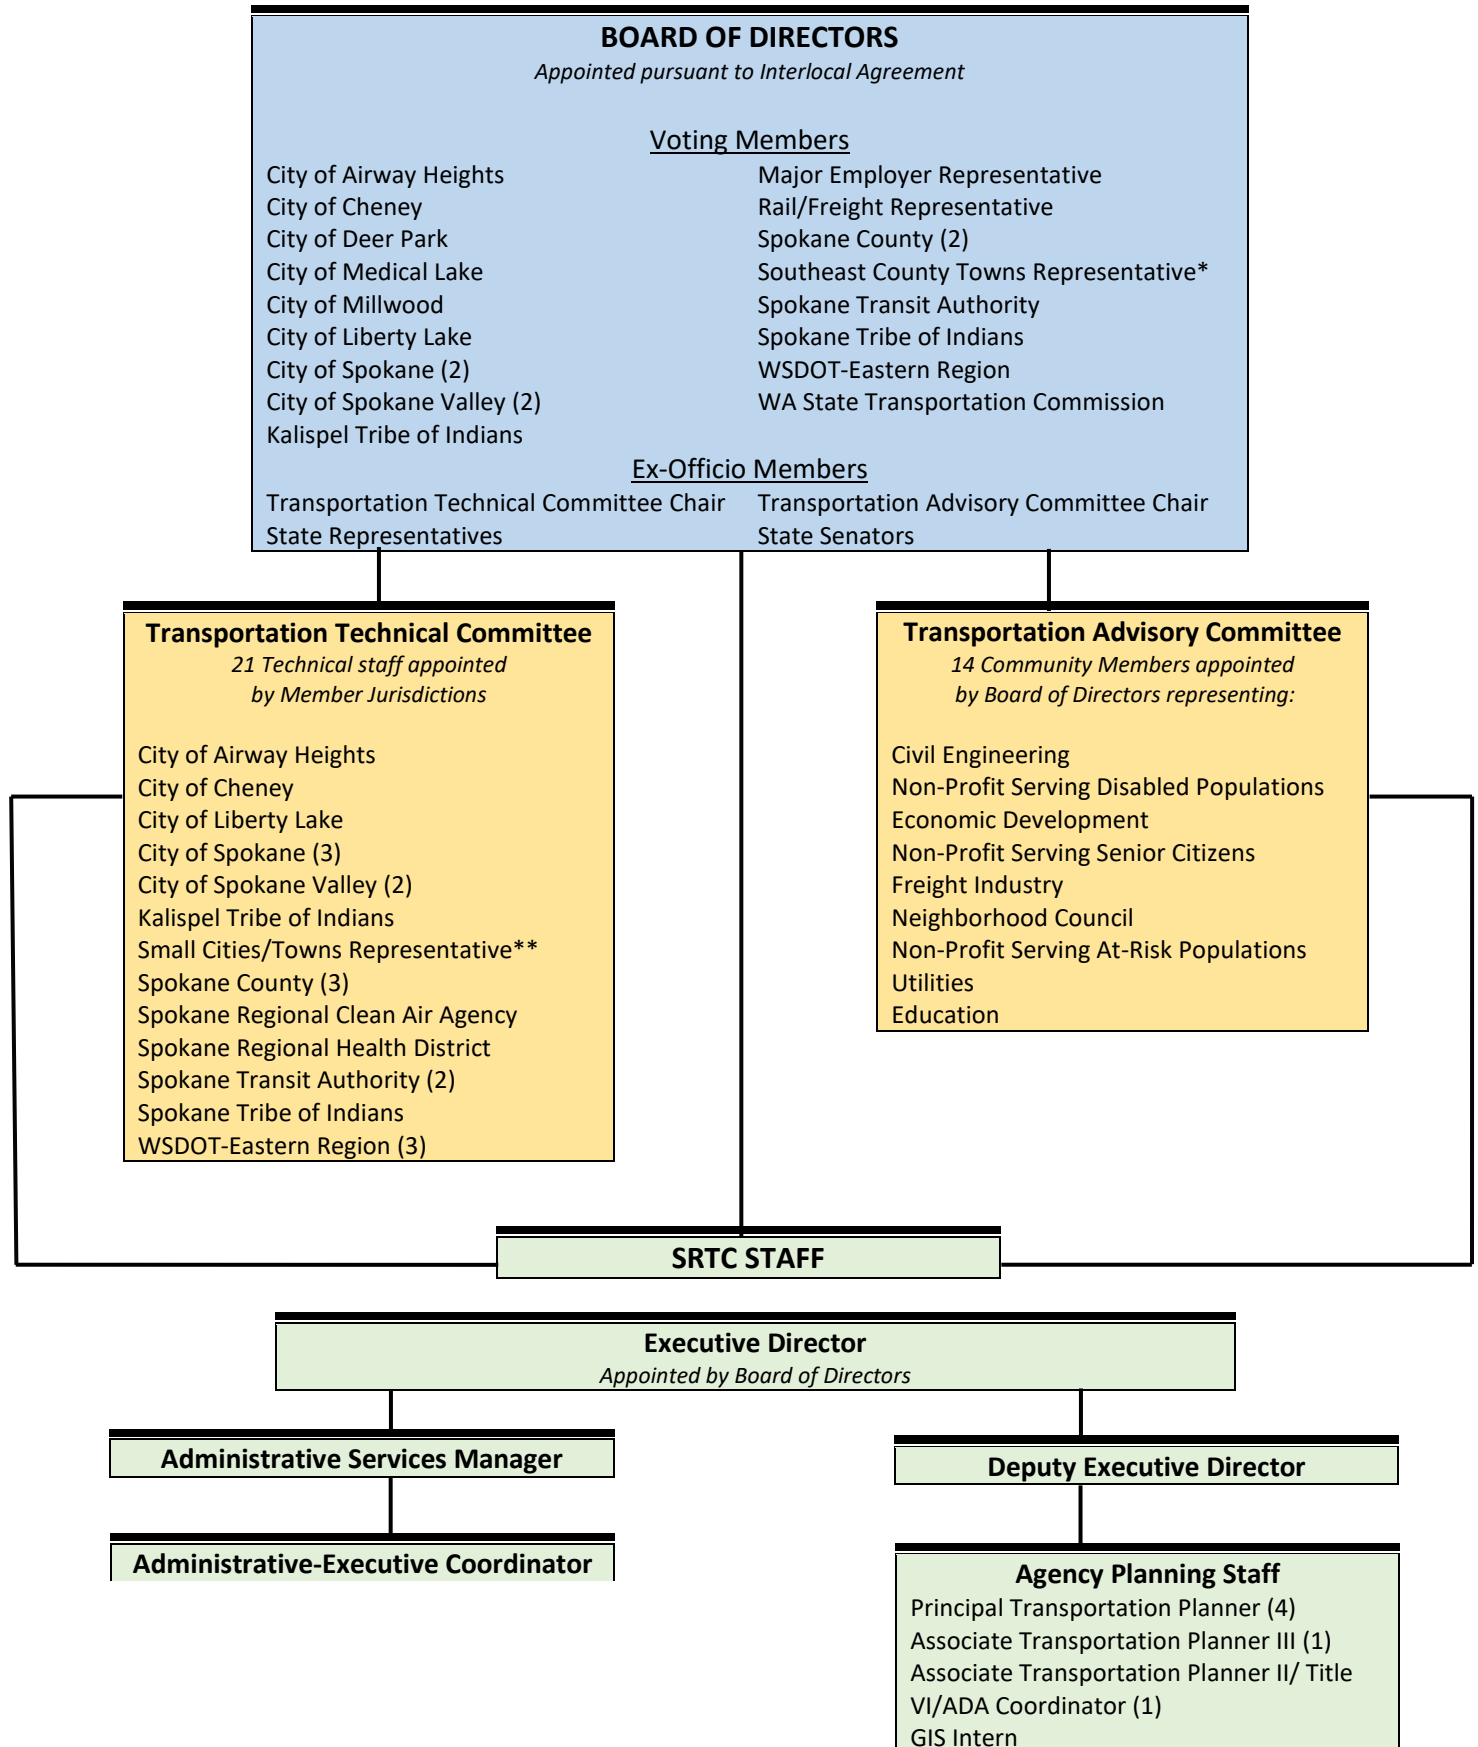 BOARD OF DIRECTORS
Appointed pursuant to Interlocal Agreement
Voting Members
City of Airway Heights
City of Cheney
City of Deer Park
City of Medical Lake
City of Millwood
City of Liberty Lake
City of Spokane (2)
City of Spokane Valley (2)
Kalispel Tribe of Indians
Major Employer Representative
Rail/Freight Representative
Spokane County (2)
Southeast County Towns Representative*
Spokane Transit Authority
Spokane Tribe of Indians
WSDOT-Eastern Region
WA State Transportation Commission
Ex-Officio Members
Transportation Technical Committee Chair
State Representatives
Transportation Advisory Committee Chair
State Senators
Transportation Technical Committee
21 Technical staff appointed
by Member Jurisdictions
City of Airway Heights
City of Cheney
City of Liberty Lake
City of Spokane (3)
City of Spokane Valley (2)
Kalispel Tribe of Indians
Small Cities/Towns Representative**
Spokane County (3)
Spokane Regional Clean Air Agency
Spokane Regional Health District
Spokane Transit Authority (2)
Spokane Tribe of Indians
WSDOT-Eastern Region (3)
Transportation Advisory Committee
14 Community Members appointed
by Board of Directors representing:
Civil Engineering
Non-Profit Serving Disabled Populations
Economic Development
Non-Profit Serving Senior Citizens
Freight Industry
Neighborhood Council
Non-Profit Serving At-Risk Populations
Utilities
Education
SRTC STAFF
Executive Director
Appointed by Board of Directors
Administrative Services Manager
Administrative-Executive Coordinator
Deputy Executive Director
Agency Planning Staff
Principal Transportation Planner (4)
Associate Transportation Planner III (1)
Associate Transportation Planner II/ Title
VI/ADA Coordinator (1)
GIS Intern